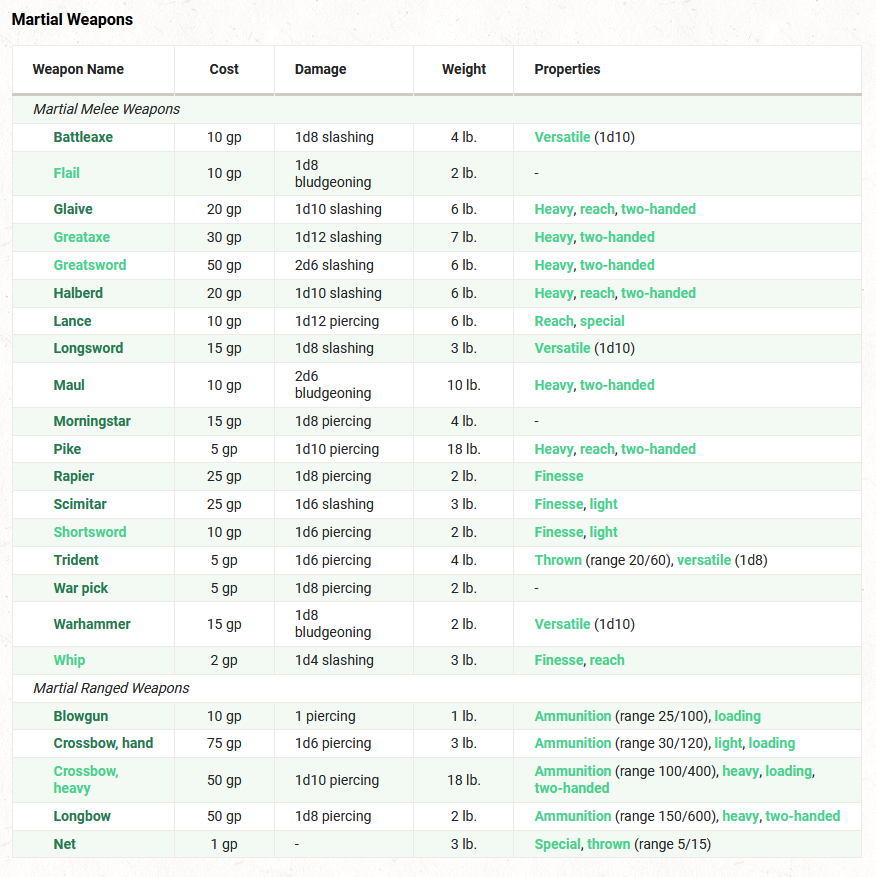 Martial Weapons
Weapon Name Cost Damage Weight Properties
Martial Melee Weapons
Battleaxe 10 gp 1d8 slashing 4 lb. Versatile (1d10)
Flail 10 gp 1d8 bludgeoning 2 lb. -
Glaive 20 gp 1d10 slashing 6 lb. Heavy, reach, two-handed
Greataxe 30 gp 1d12 slashing 7 lb. Heavy, two-handed
Greatsword 50 gp 2d6 slashing 6 lb. Heavy, two-handed
Halberd 20 gp 1d10 slashing 6 lb. Heavy, reach, two-handed
Lance 10 gp 1d12 piercing 6 lb. Reach, special
Longsword 15 gp 1d8 slashing 3 lb. Versatile (1d10)
Maul 10 gp 2d6 bludgeoning 10 lb. Heavy, two-handed
Morningstar 15 gp 1d8 piercing 4 lb. -
Pike 5 gp 1d10 piercing 18 lb. Heavy, reach, two-handed
Rapier 25 gp 1d8 piercing 2 lb. Finesse
Scimitar 25 gp 1d6 slashing 3 lb. Finesse, light
Shortsword 10 gp 1d6 piercing 2 lb. Finesse, light
Trident 5 gp 1d6 piercing 4 lb. Thrown (range 20/60), versatile (1d8)
War pick 5 gp 1d8 piercing 2 lb. -
Warhammer 15 gp 1d8 bludgeoning 2 lb. Versatile (1d10)
Whip 2 gp 1d4 slashing 3 lb. Finesse, reach
Martial Ranged Weapons
Blowgun 10 gp 1 piercing 1 lb. Ammunition (range 25/100), loading
Crossbow, hand 75 gp 1d6 piercing 3 lb. Ammunition (range 30/120), light, loading
Crossbow, heavy 50 gp 1d10 piercing 18 lb. Ammunition (range 100/400), heavy, loading, two-handed
Longbow 50 gp 1d8 piercing 2 lb. Ammunition (range 150/600), heavy, two-handed
Net 1 gp - 3 lb. Special, thrown (range 5/15)